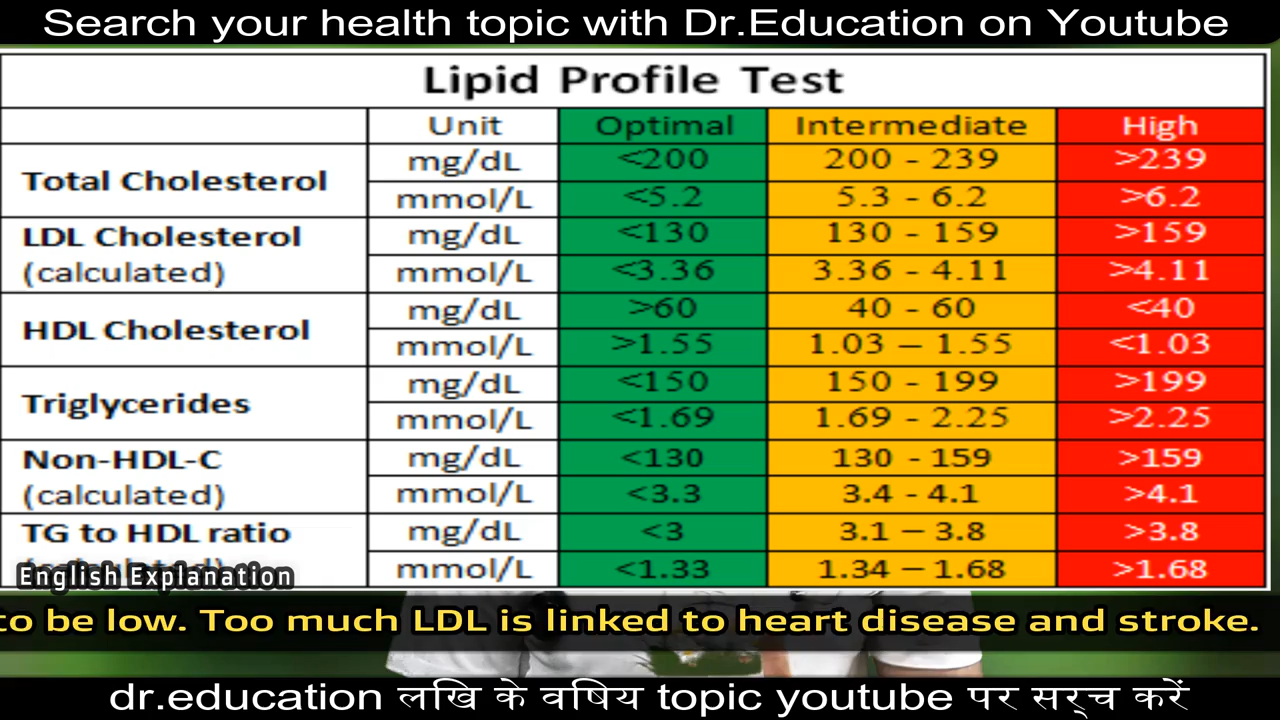 Search your health topic with Dr.Education on Youtube
Lipid Profile Test
Unit Optimal Intermediate High
Total Cholesterol mg/dL <200 200 - 239 >239
mmol/L <5.2 5.3 - 6.2 >6.2
LDL Cholesterol mg/dL <130 130 - 159 >159
(calculated) mmol/L <3.36 3.36 - 4.11 >4.11
HDL Cholesterol mg/dL >60 40 - 60 <40
mmol/L >1.55 1.03 – 1.55 <1.03
Triglycerides mg/dL <150 150 - 199 >199
mmol/L <1.69 1.69 - 2.25 >2.25
Non-HDL-C mg/dL <130 130 - 159 >159
(calculated) mmol/L <3.3 3.4 - 4.1 >4.1
TG to HDL ratio mg/dL <3 3.1 – 3.8 >3.8
mmol/L <1.33 1.34 – 1.68 >1.68
English Explanation
to be low. Too much LDL is linked to heart disease and stroke.
dr.education लखि के वषिय topic youtube पर सर्च करें